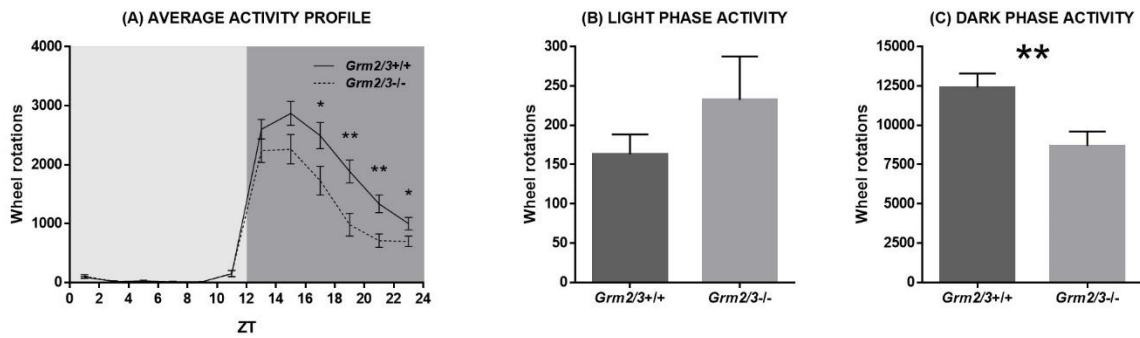 (A) AVERAGE ACTIVITY PROFILE
4000
3000
2000
1000
0
Wheel rotations
Grm2/3+/+
Grm2/3-/-
*
**
**
*
0 2 4 6 8 10 12 14 16 18 20 22 24
ZT
(B) LIGHT PHASE ACTIVITY
300
250
200
150
100
50
0
Wheel rotations
Grm2/3+/+ Grm2/3-/-
(C) DARK PHASE ACTIVITY
15000
12500
10000
7500
5000
2500
0
Wheel rotations
**
Grm2/3+/+ Grm2/3-/-